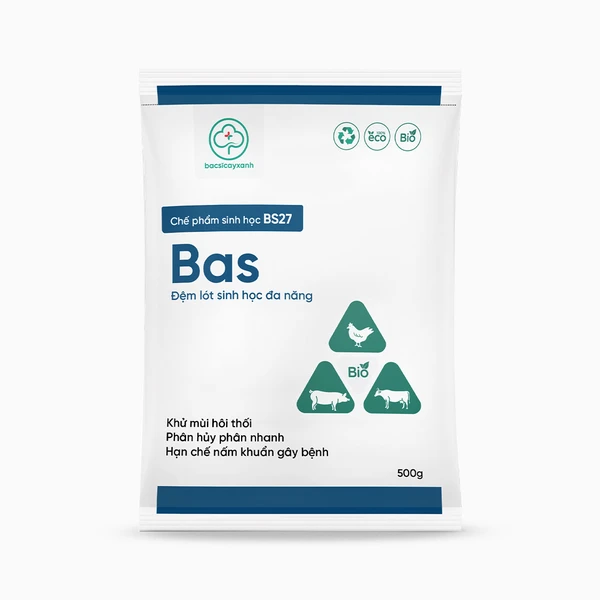 bacsicayxanh
100%
eco
Bio
Chế phẩm sinh học BS27
Bas
Đệm lót sinh học đa năng
Bio
Khử mùi hôi thối
Phân hủy phân nhanh
Hạn chế nấm khuẩn gây bệnh
500g